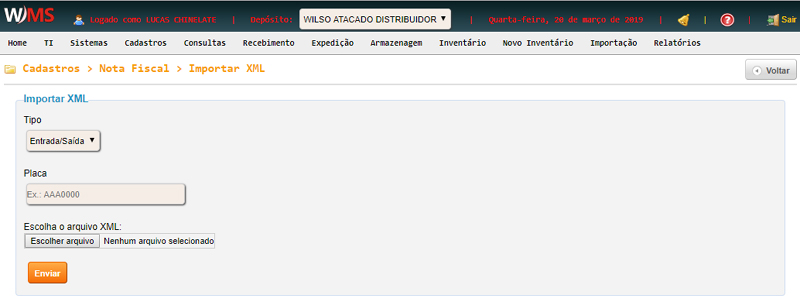 WMS Logado como LUCAS CHINELATE | Depósito: WILSO ATACADO DISTRIBUIDOR | Quarta-feira, 20 de março de 2019 | | ? | Sair
Home TI Sistemas Cadastros Consultas Recebimento Expedição Armazenagem Inventário Novo Inventário Importação Relatórios
Cadastros > Nota Fiscal > Importar XML Voltar
Importar XML
Tipo
Entrada/Saída
Placa
Ex.: AAA0000
Escolha o arquivo XML:
Escolher arquivo Nenhum arquivo selecionado
Enviar